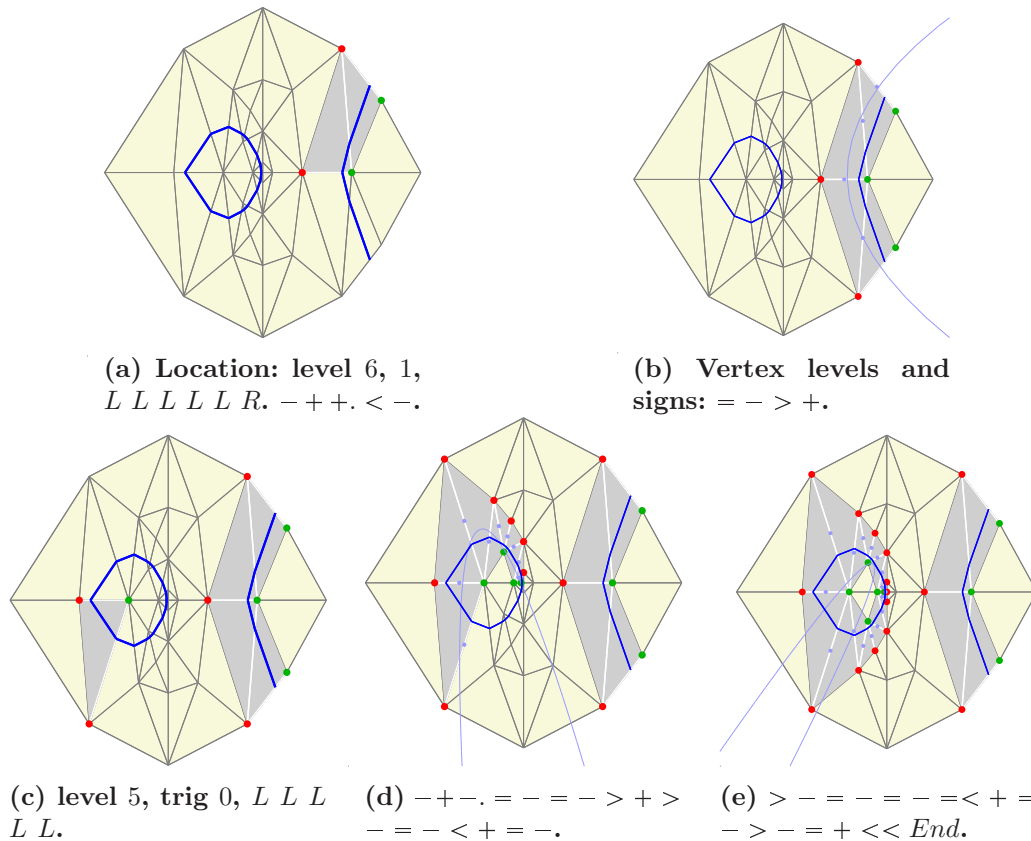 (a) Location: level 6, 1,
L L L L L R. − + +. < −.
(b) Vertex levels and
signs: = − > +.
(c) level 5, trig 0, L L L
L L.
(d) − + −. = − = − > + >
− = − < + = −.
(e) > − = − = − =< + =
− > − = + << End.